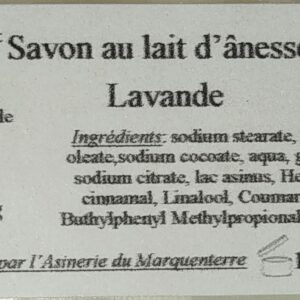 Savon au lait d'ânesse
Lavande
Ingrédients: sodium stearate,
oleate,sodium cocoate, aqua,
sodium citrate, lac asinus,
cinnamal, Linalool,
Buthylphenyl
par l'Asinerie du Marquenterre